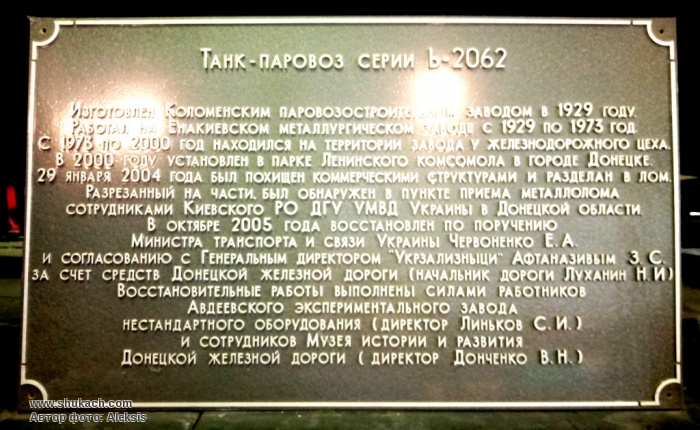 Танк-паровоз серии Ь-2062
Изготовлен Коломенским паровозостроительным заводом в 1929 году.
Работал на Енакиевском металлургическом заводе с 1929 по 1973 год.
С 1973 по 2000 год находился на территории завода у железнодорожного цеха.
В 2000 году установлен в парке Ленинского комсомола в городе Донецке.
29 января 2004 года был похищен коммерческими структурами и разделан в лом.
Разрезанный на части, был обнаружен в пункте приема металлолома
сотрудниками Киевского РО ДГУ УМВД Украины в Донецкой области.
В октябре 2005 года восстановлен по поручению
Министра транспорта и связи Украины Червоненко Е.А.
и согласованию с Генеральным директором "Укрзализныци" Афтаназивым З.С.
за счет средств Донецкой железной дороги (начальник дороги Луханин Н.И)
Восстановительные работы выполнены силами работников
Авдеевского экспериментального завода
нестандартного оборудования (директор Линьков С.И.)
и сотрудников Музея истории и развития
Донецкой железной дороги (директор Донченко В.Н.)
www.shukach.com
Автор фото: Aleksis